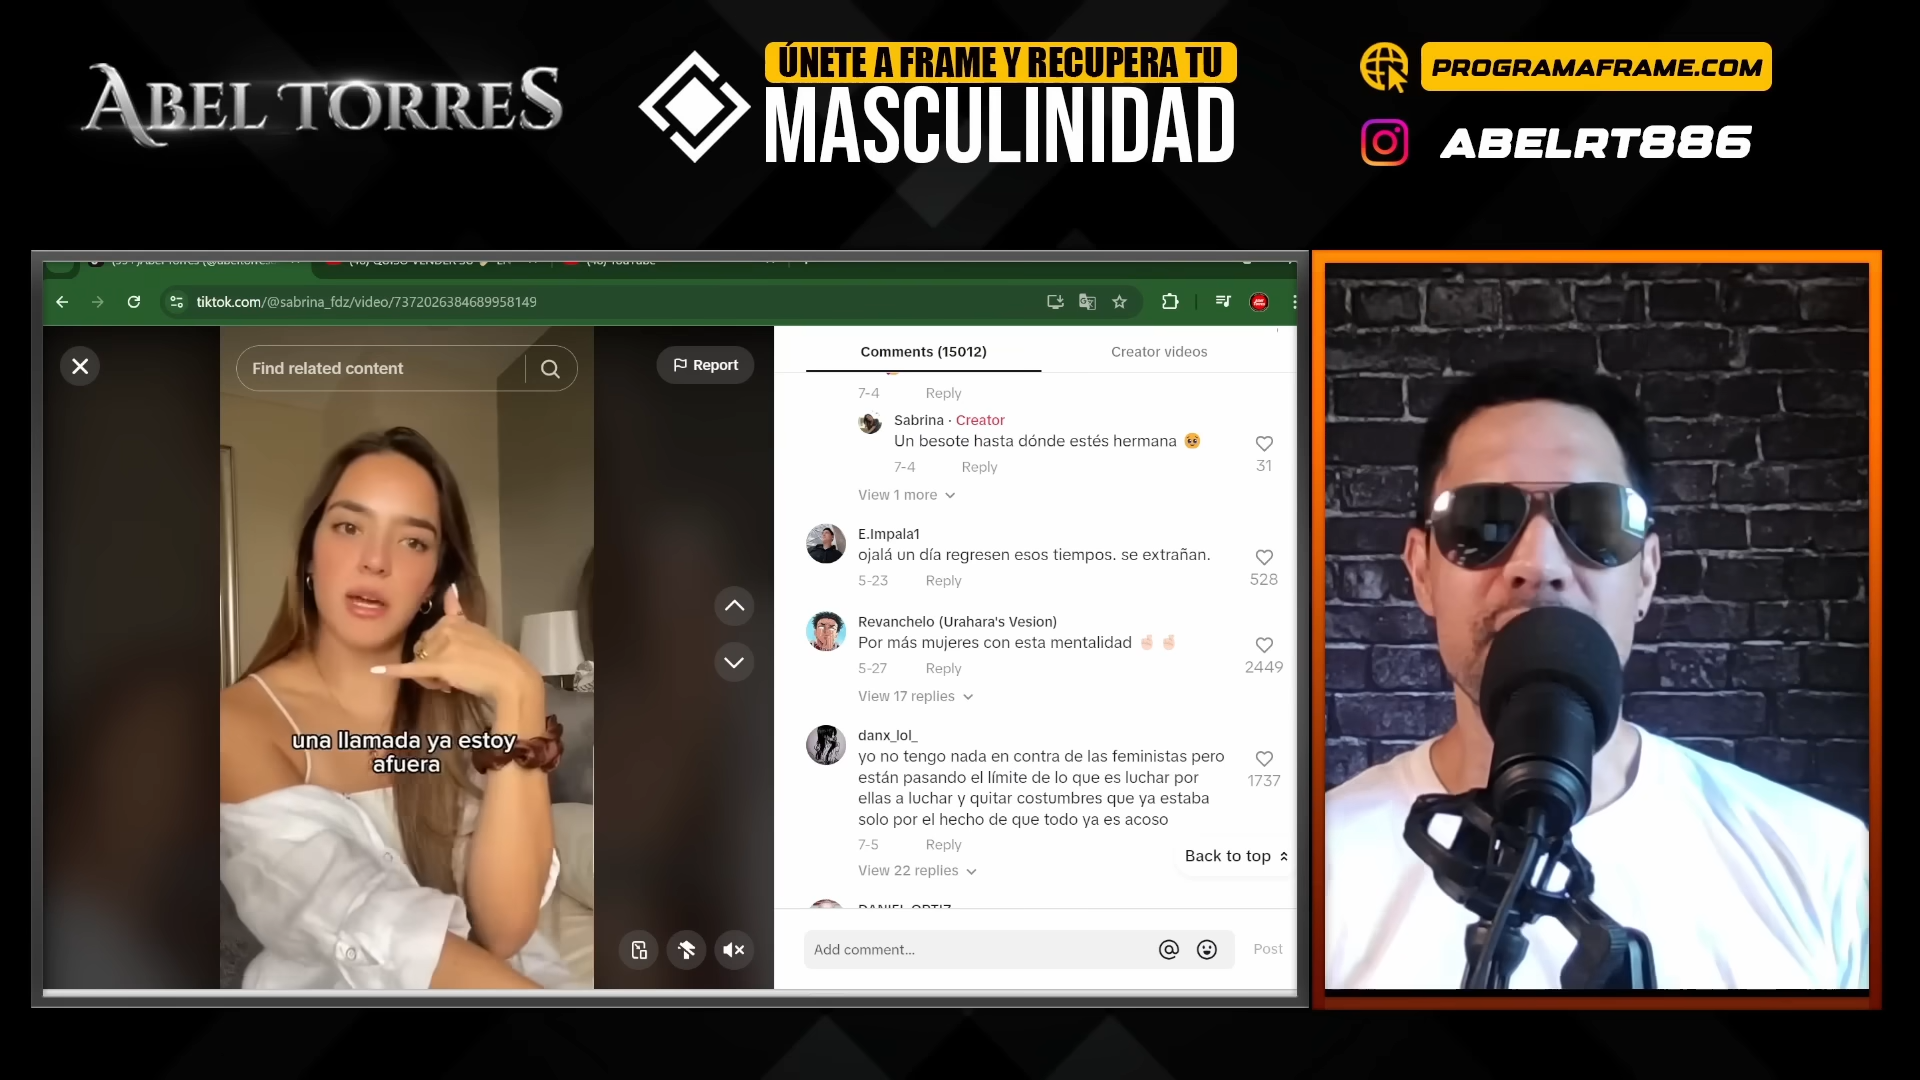 ABEL TORRES
ÚNETE A FRAME Y RECUPERA TU
MASCULINIDAD
PROGRAMAFRAME.COM
ABELRT886
tiktok.com/@sabrina_fdz/video/7372026384689958149
Find related content
Report
una llamada ya estoy
afuera
Comments (15012)
Creator videos
7-4 Reply
Sabrina · Creator
Un besote hasta dónde estés hermana
31
7-4 Reply
View 1 more
E.Impala1
ojalá un día regresen esos tiempos. se extrañan.
528
5-23 Reply
Revanchelo (Urahara's Vesion)
Por más mujeres con esta mentalidad
2449
5-27 Reply
View 17 replies
danx_lol_
yo no tengo nada en contra de las feministas pero
están pasando el límite de lo que es luchar por
ellas a luchar y quitar costumbres que ya estaba
solo por el hecho de que todo ya es acoso
1737
7-5 Reply
View 22 replies
Back to top
DANIEL ORTIZ
Add comment...
Post